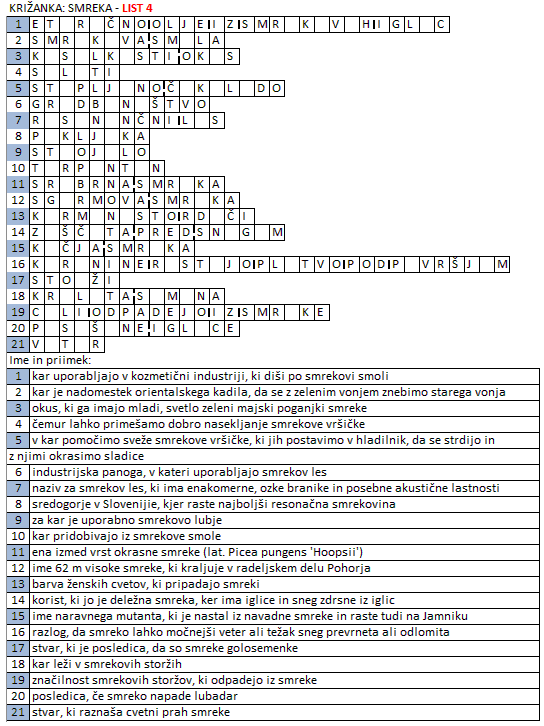 KRIŽANKA: SMREKA - LIST 4
1 E T R Č N O O L J E I Z S M R K V H I G L C
2 S M R K V A S M L A
3 K S L K S T I O K S
4 S L T I
5 S T P L J N O Č K L D O
6 G R D B N Š T V O
7 R S N N Č N I L S
8 P K L J K A
9 S T O J L O
10 T R P N T N
11 S R B R N A S M R K A
12 S G R M O V A S M R K A
13 K R M N S T O R D Č I
14 Z Š Č T A P R E D S N G M
15 K Č J A S M R K A
16 K R N I N E R S T J O P L T V O P O D P V R Š J M
17 S T O Ž I
18 K R L T A S M N A
19 C L I O D P A D E J O I Z S M R K E
20 P S Š N E I G L C E
21 V T R
Ime in priimek:
1 kar uporabljajo v kozmetični industriji, ki diši po smrekovi smoli
2 kar je nadomestek orientalskega kadila, da se z zelenim vonjem znebimo starega vonja
3 okus, ki ga imajo mladi, svetlo zeleni majski poganjki smreke
4 čemur lahko primešamo dobro nasekljane smrekove vršičke
5 v kar pomočimo sveže smrekove vršičke, ki jih postavimo v hladilnik, da se strdijo in
z njimi okrasimo sladice
6 industrijska panoga, v kateri uporabljajo smrekov les
7 naziv za smrekov les, ki ima enakomerne, ozke branike in posebne akustične lastnosti
8 sredogorje v Slovenijie, kjer raste najboljši resonačna smrekovina
9 za kar je uporabno smrekovo lubje
10 kar pridobivajo iz smrekove smole
11 ena izmed vrst okrasne smreke (lat. Picea pungens 'Hoopsii')
12 ime 62 m visoke smreke, ki kraljuje v radeljskem delu Pohorja
13 barva ženskih cvetov, ki pripadajo smreki
14 korist, ki jo je deležna smreka, ker ima iglice in sneg zdrsne iz iglic
15 ime naravnega mutanta, ki je nastal iz navadne smreke in raste tudi na Jamniku
16 razlog, da smreko lahko močnejši veter ali težak sneg prevrneta ali odlomita
17 stvar, ki je posledica, da so smreke golosemenke
18 kar leži v smrekovih storžih
19 značilnost smrekovih storžov, ki odpadejo iz smreke
20 posledica, če smreko napade lubadar
21 stvar, ki raznaša cvetni prah smreke